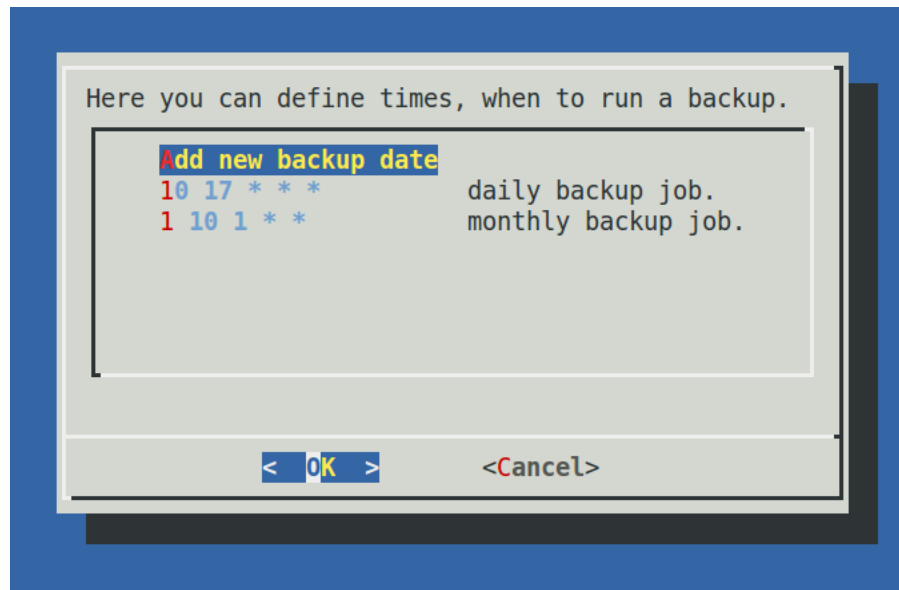 Here you can define times, when to run a backup.
Add new backup date
10 17 * * * daily backup job.
1 10 1 * * monthly backup job.
< OK > <Cancel>